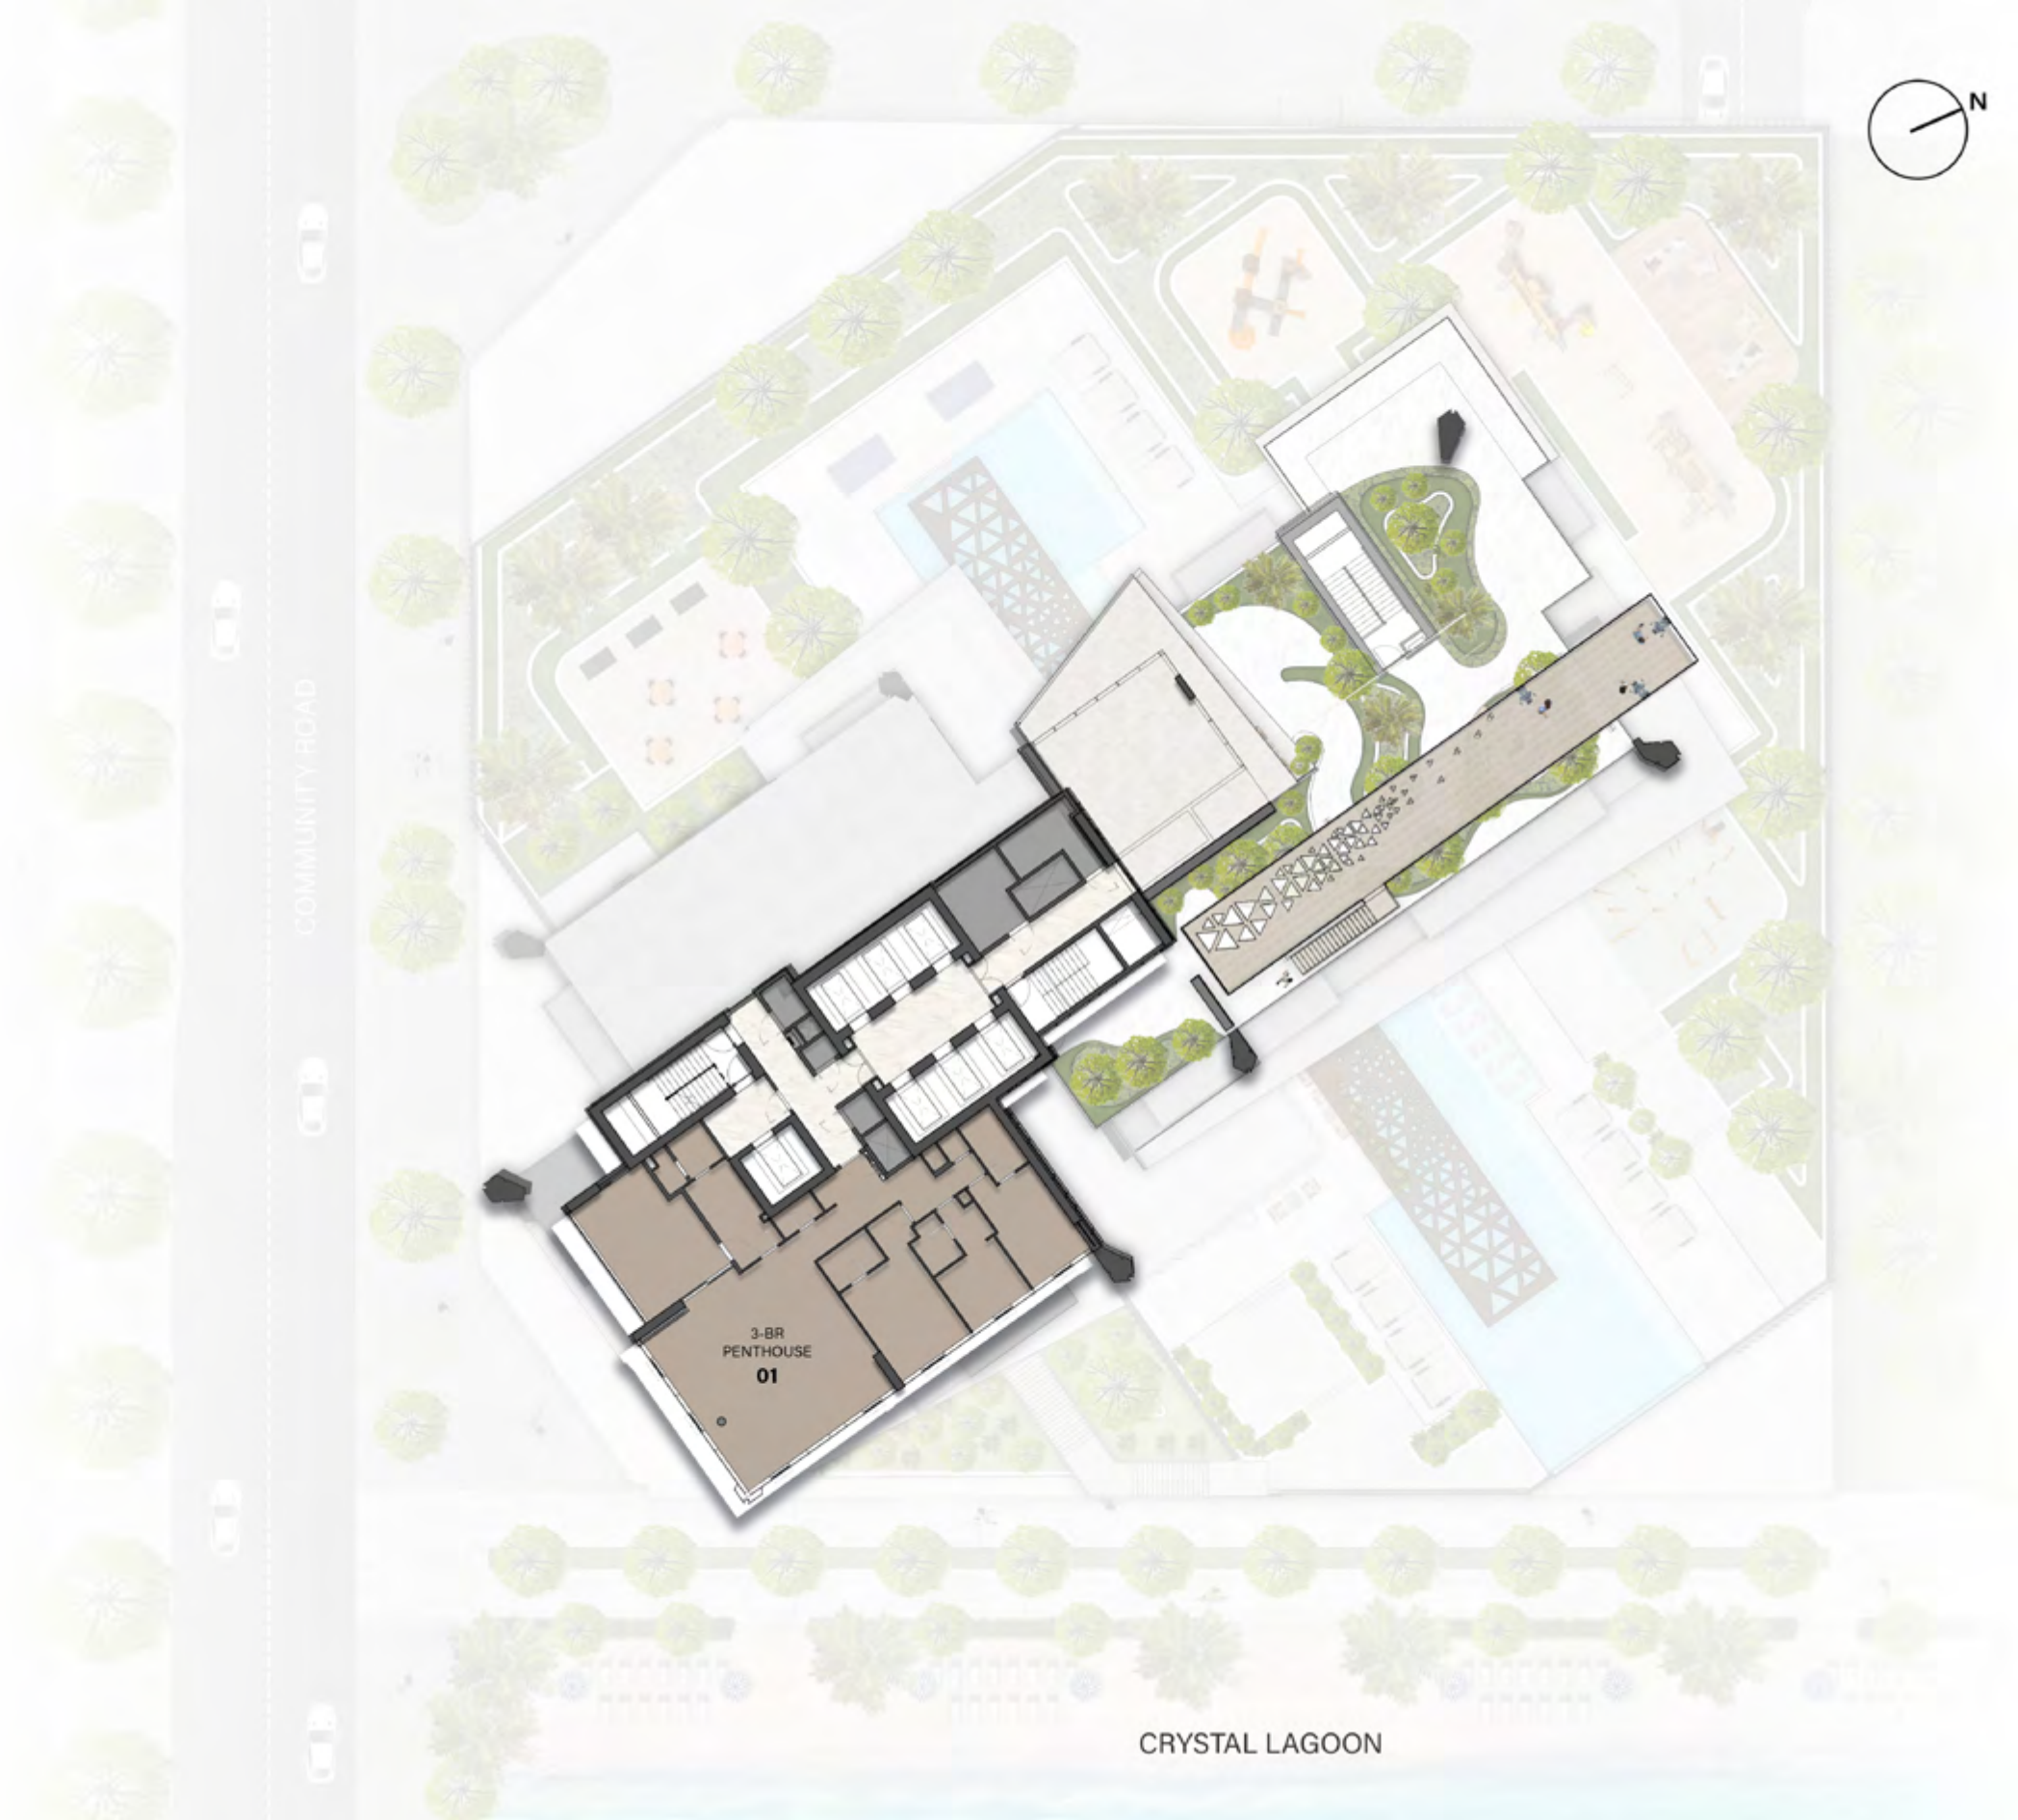 N
COMMUNITY ROAD
3-BR
PENTHOUSE
01
CRYSTAL LAGOON